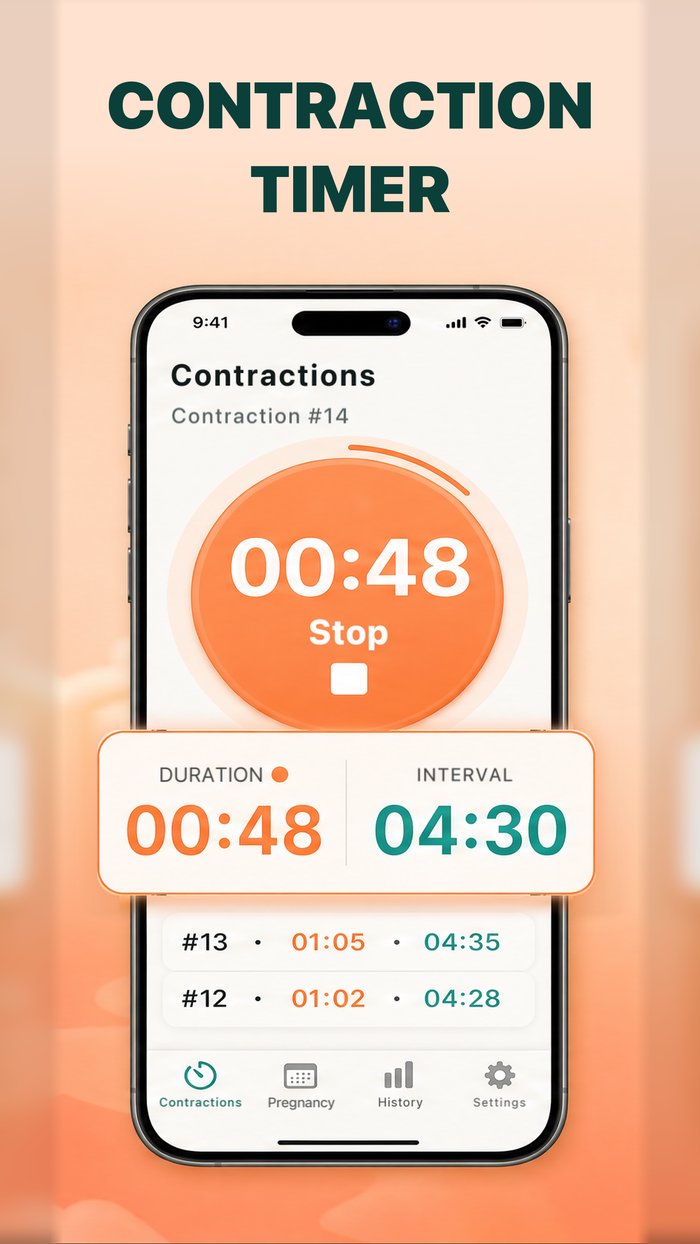 CONTRACTION
TIMER
9:41
Contractions
Contraction #14
00:48
Stop
DURATION INTERVAL
00:48 04:30
#13 · 01:05 · 04:35
#12 · 01:02 · 04:28
Contractions Pregnancy History Settings